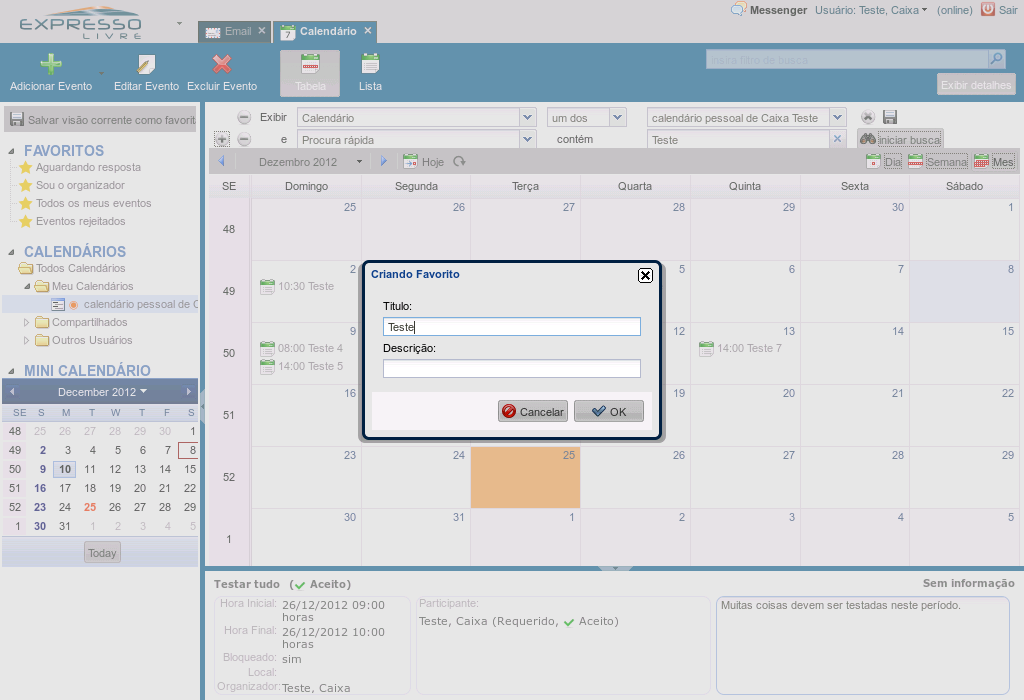 EXPRESSO
LIVRE
Email
Calendário
Messenger Usuário: Teste, Caixa (online) Sair
Adicionar Evento Editar Evento Excluir Evento Tabela Lista
Insira filtro de busca
Exibir detalhes
Salvar visão corrente como favorit
FAVORITOS
Aguardando resposta
Sou o organizador
Todos os meus eventos
Eventos rejeitados
CALENDÁRIOS
Todos Calendários
Meu Calendários
calendário pessoal de C
Compartilhados
Outros Usuários
MINI CALENDÁRIO
December 2012
SE S M T W T F S
48 25 26 27 28 29 30 1
49 2 3 4 5 6 7 8
50 9 10 11 12 13 14 15
51 16 17 18 19 20 21 22
52 23 24 25 26 27 28 29
1 30 31 1 2 3 4 5
Today
Exibir Calendário um dos calendário pessoal de Caixa Teste
e Procura rápida contém Teste iniciar busca
Dezembro 2012 Hoje Dia Semana Mes
SE Domingo Segunda Terça Quarta Quinta Sexta Sábado
48 25 26 27 28 29 30 1
49 2 5 6 7 8
10:30 Teste
50 9 12 13 14 15
08:00 Teste 4
14:00 Teste 5
14:00 Teste 7
51 16 19 20 21 22
52 23 24 25 26 27 28 29
1 30 31 1 2 3 4 5
Criando Favorito
Titulo:
Teste
Descrição:
Cancelar OK
Testar tudo ( Aceito)
Sem informação
Hora Inicial: 26/12/2012 09:00
horas
Hora Final: 26/12/2012 10:00
horas
Bloqueado: sim
Local:
Organizador: Teste, Caixa
Participante:
Teste, Caixa (Requerido, Aceito)
Muitas coisas devem ser testadas neste período.